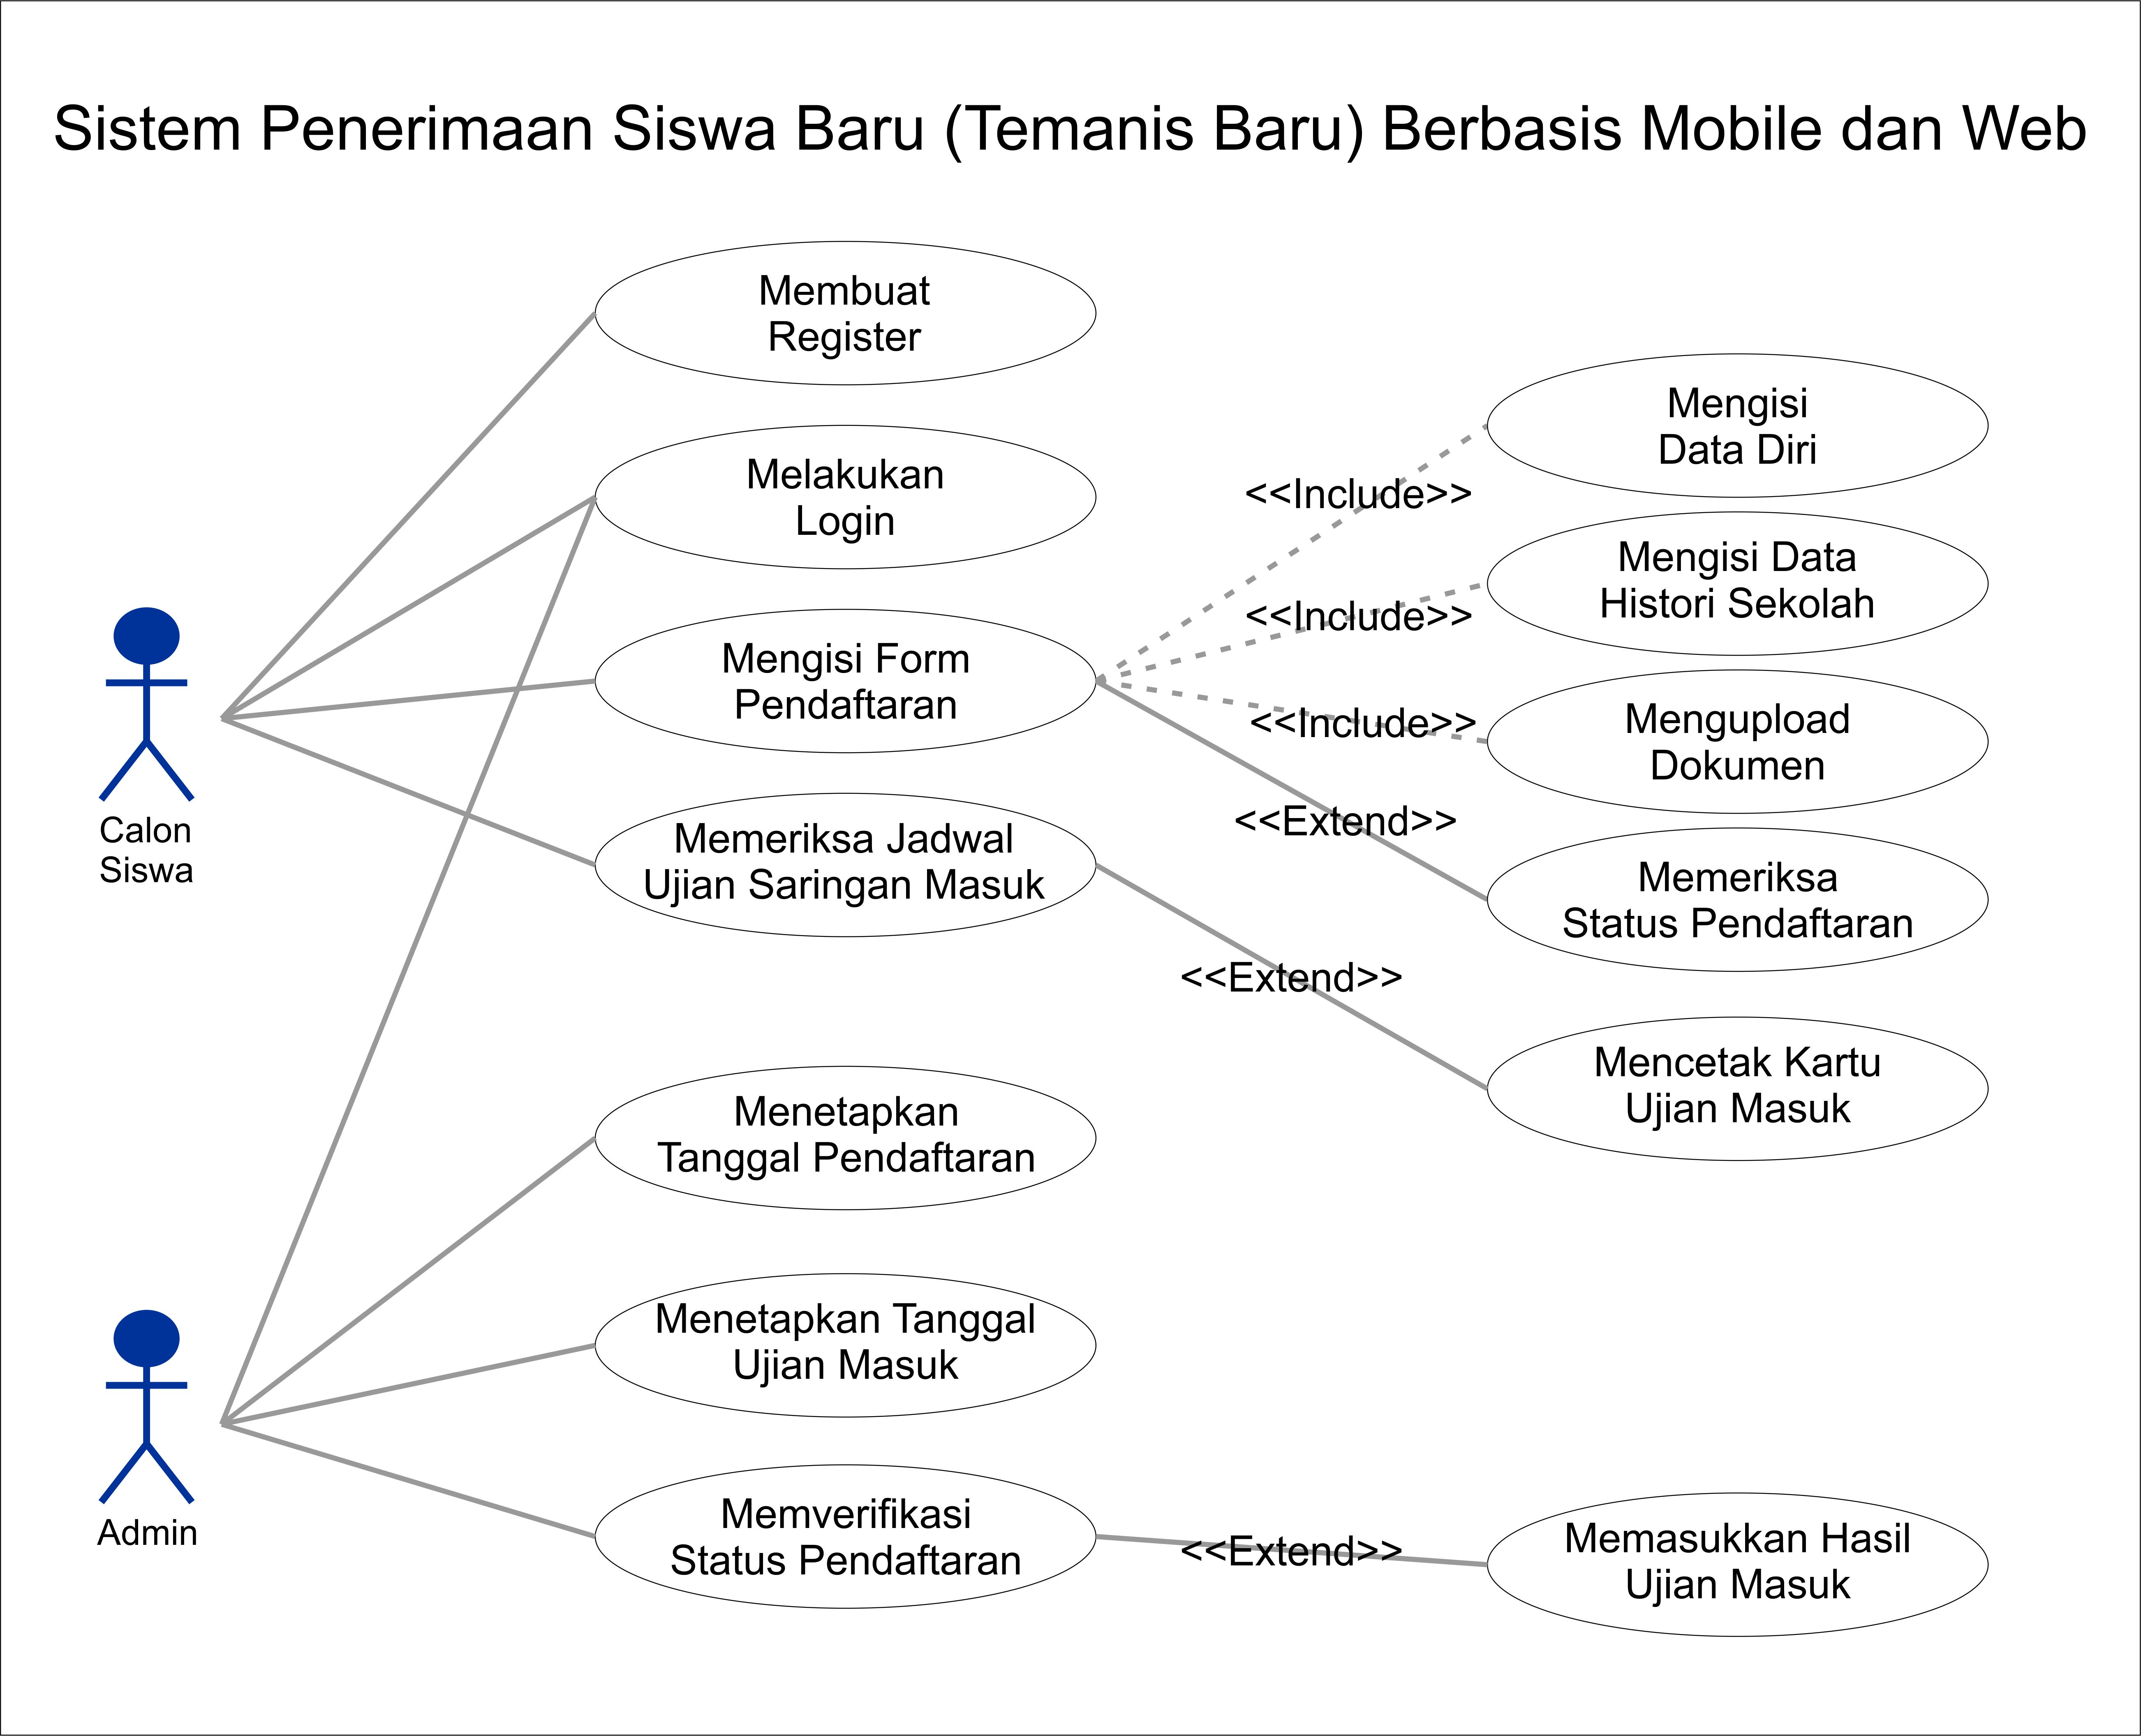 Sistem Penerimaan Siswa Baru (Temanis Baru) Berbasis Mobile dan Web
Membuat
Register
Melakukan
Login
Mengisi Form
Pendaftaran
Memeriksa Jadwal
Ujian Saringan Masuk
Calon
Siswa
<<Include>>
<<Include>>
<<Include>>
<<Extend>>
<<Extend>>
Mengisi
Data Diri
Mengisi Data
Histori Sekolah
Mengupload
Dokumen
Memeriksa
Status Pendaftaran
Mencetak Kartu
Ujian Masuk
Menetapkan
Tanggal Pendaftaran
Menetapkan Tanggal
Ujian Masuk
Memverifikasi
Status Pendaftaran
Admin
<<Extend>>
Memasukkan Hasil
Ujian Masuk